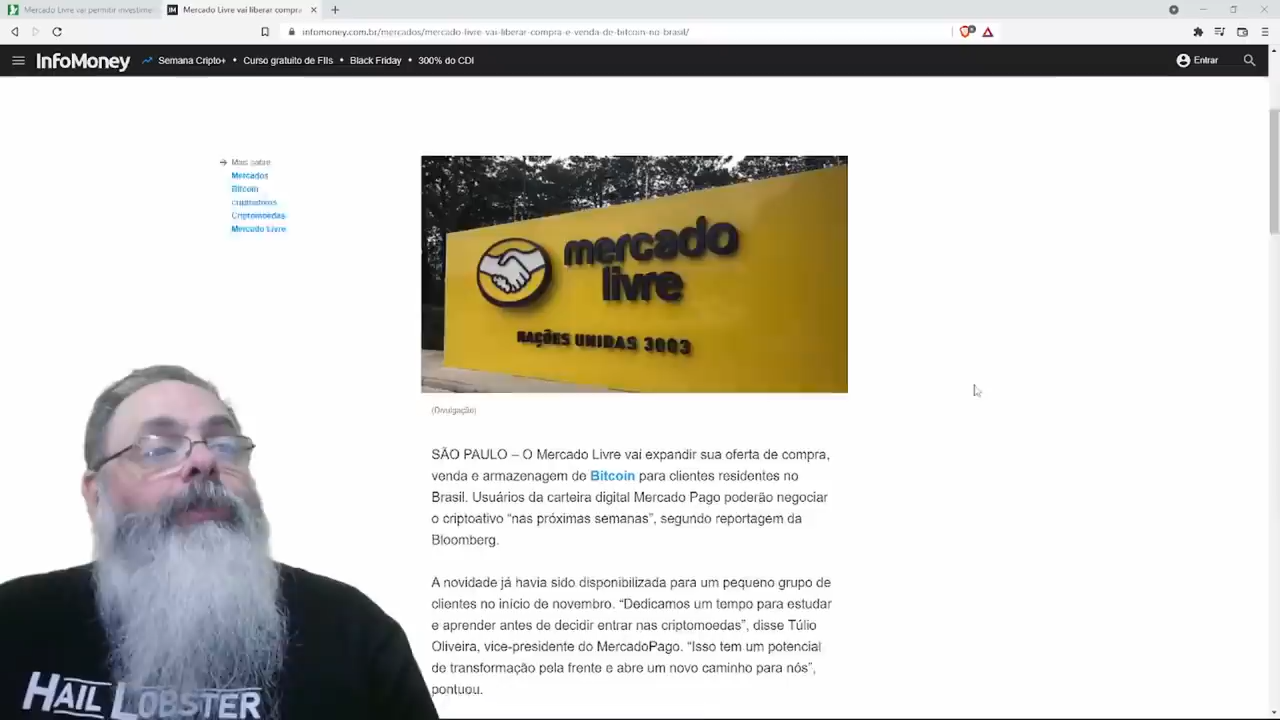 Mercado Livre vai permitir investimen
Mercado Livre vai liberar compra
infomoney.com.br/mercados/mercado-livre-vai-liberar-compra-e-venda-de-bitcoin-no-brasil/
InfoMoney
Semana Cripto+ • Curso gratuito de FIIs • Black Friday • 300% do CDI
Entrar
Mais sobre
Mercados
Bitcoin
Criptomoedas
Mercado Livre
mercado
livre
NAÇÕES UNIDAS 3003
(Divulgação)
SÃO PAULO – O Mercado Livre vai expandir sua oferta de compra,
venda e armazenagem de Bitcoin para clientes residentes no
Brasil. Usuários da carteira digital Mercado Pago poderão negociar
o criptoativo “nas próximas semanas”, segundo reportagem da
Bloomberg.
A novidade já havia sido disponibilizada para um pequeno grupo de
clientes no início de novembro. “Dedicamos um tempo para estudar
e aprender antes de decidir entrar nas criptomoedas”, disse Túlio
Oliveira, vice-presidente do MercadoPago. “Isso tem um potencial
de transformação pela frente e abre um novo caminho para nós”,
pontuou.
HAIL LOBSTER